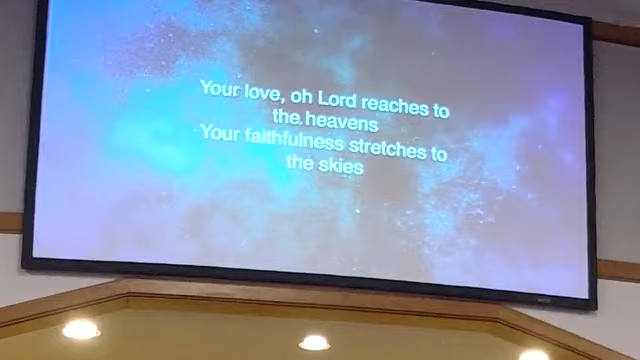 Your love, oh Lord reaches to
the heavens
Your faithfulness stretches to
the skies